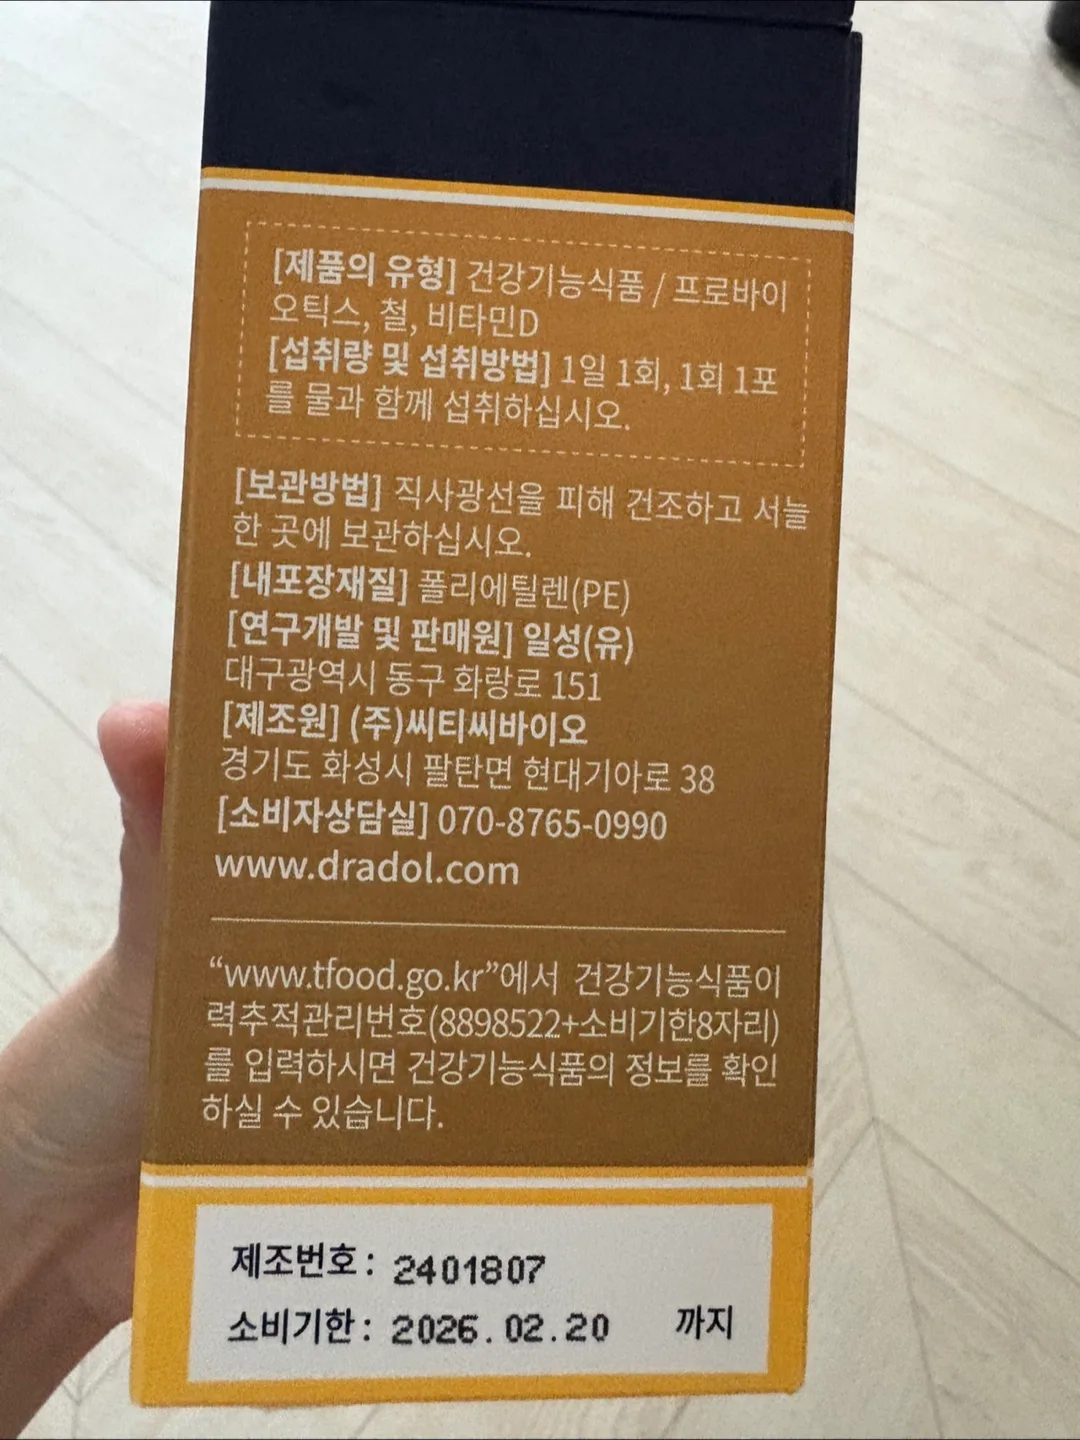 [제품의 유형] 건강기능식품 / 프로바이
오틱스, 철, 비타민D
[섭취량 및 섭취방법] 1일 1회, 1회 1포
를 물과 함께 섭취하십시오.
[보관방법] 직사광선을 피해 건조하고 서늘
한 곳에 보관하십시오.
[내포장재질] 폴리에틸렌(PE)
[연구개발 및 판매원] 일성(유)
대구광역시 동구 화랑로 151
[제조원] (주)씨티씨바이오
경기도 화성시 팔탄면 현대기아로 38
[소비자상담실] 070-8765-0990
www.dradol.com
“www.tfood.go.kr”에서 건강기능식품이
력추적관리번호(8898522+소비기한8자리)
를 입력하시면 건강기능식품의 정보를 확인
하실 수 있습니다.
제조번호 : 2401807
소비기한 : 2026.02.20 까지